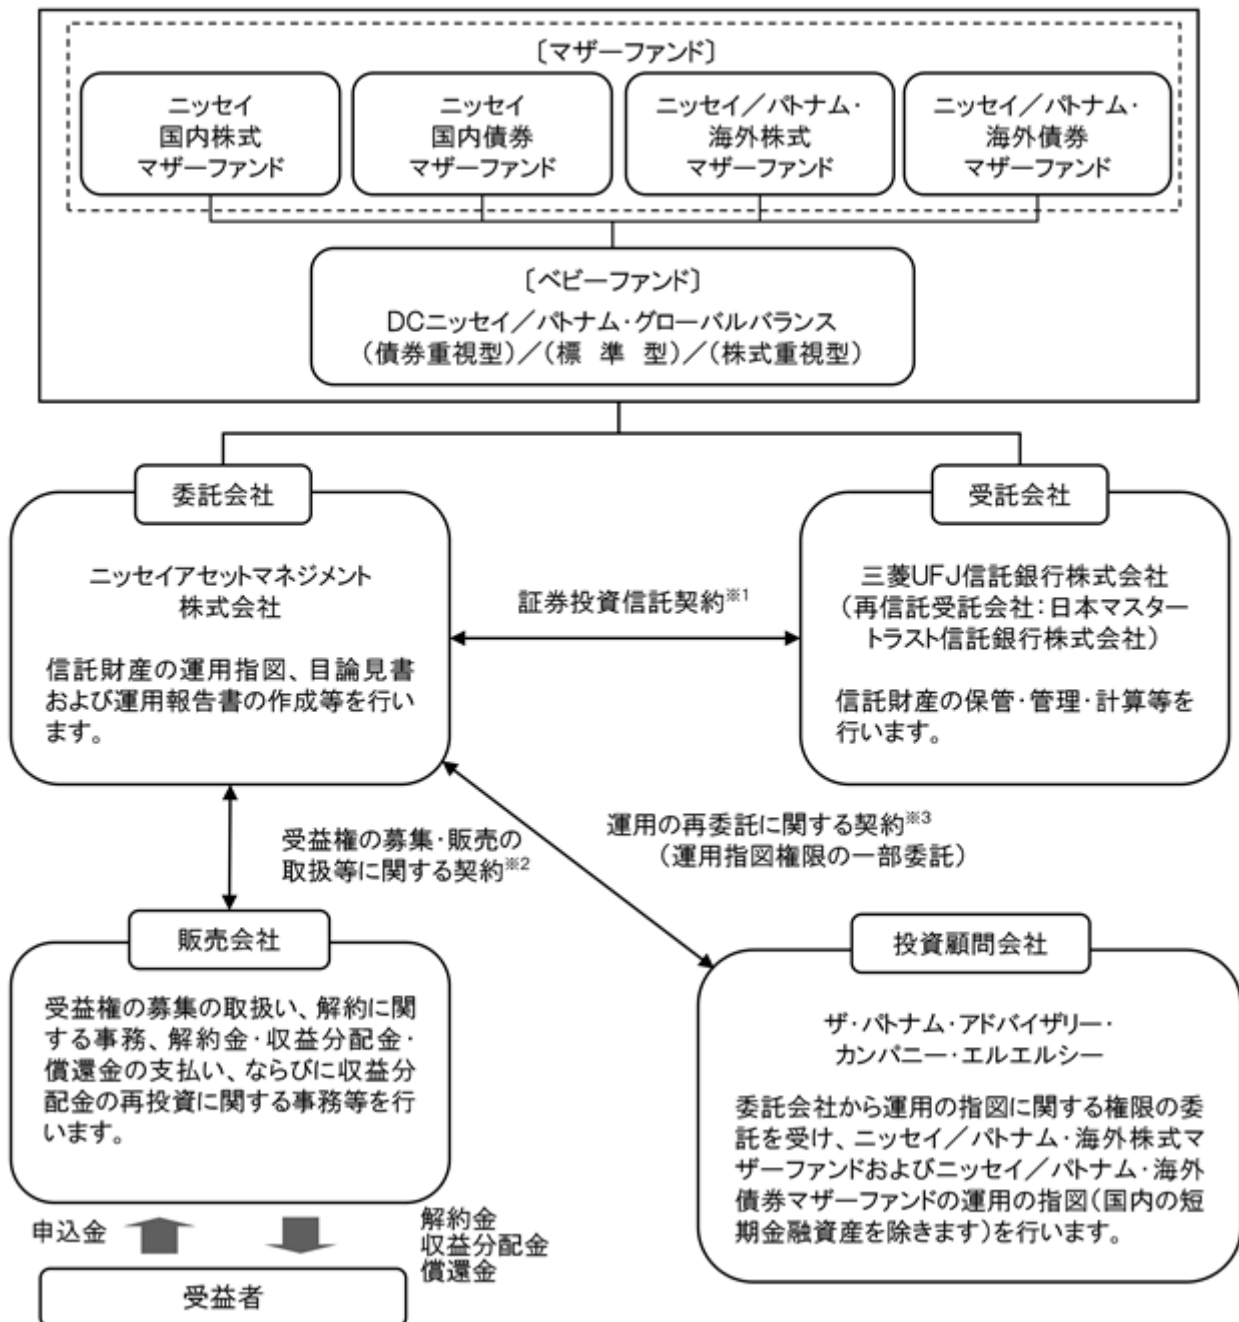 〔マザーファンド〕
ニッセイ
国内株式
マザーファンド
ニッセイ
国内債券
マザーファンド
ニッセイ／パトナム・
海外株式
マザーファンド
ニッセイ／パトナム・
海外債券
マザーファンド
〔ベビーファンド〕
DCニッセイ／パトナム・グローバルバランス
（債券重視型）／（標　準　型）／（株式重視型）
委託会社
ニッセイアセットマネジメント
株式会社
信託財産の運用指図、目論見書
および運用報告書の作成等を行い
ます。
証券投資信託契約※1
受託会社
三菱UFJ信託銀行株式会社
（再信託受託会社：日本マスター
トラスト信託銀行株式会社）
信託財産の保管・管理・計算等を
行います。
受益権の募集・販売の
取扱等に関する契約※2
運用の再委託に関する契約※3
（運用指図権限の一部委託）
販売会社
受益権の募集の取扱い、解約に関
する事務、解約金・収益分配金・
償還金の支払い、ならびに収益分
配金の再投資に関する事務等を行
います。
投資顧問会社
ザ・パトナム・アドバイザリー・
カンパニー・エルエルシー
委託会社から運用の指図に関する権限の委
託を受け、ニッセイ／パトナム・海外株式マ
ザーファンドおよびニッセイ／パトナム・海外
債券マザーファンドの運用の指図（国内の短
期金融資産を除きます）を行います。
申込金
解約金
収益分配金
償還金
受益者